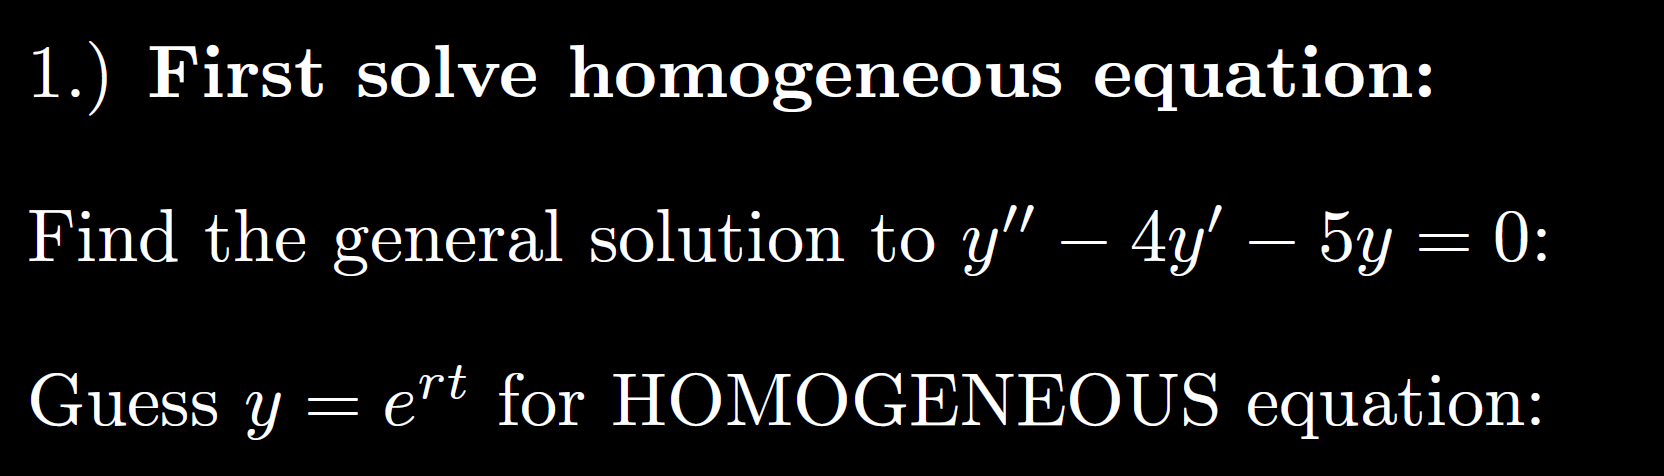 1.) First solve homogeneous equation:
Find the general solution to y′′ − 4y′ − 5y = 0:
Guess y = e^{rt} for HOMOGENEOUS equation: